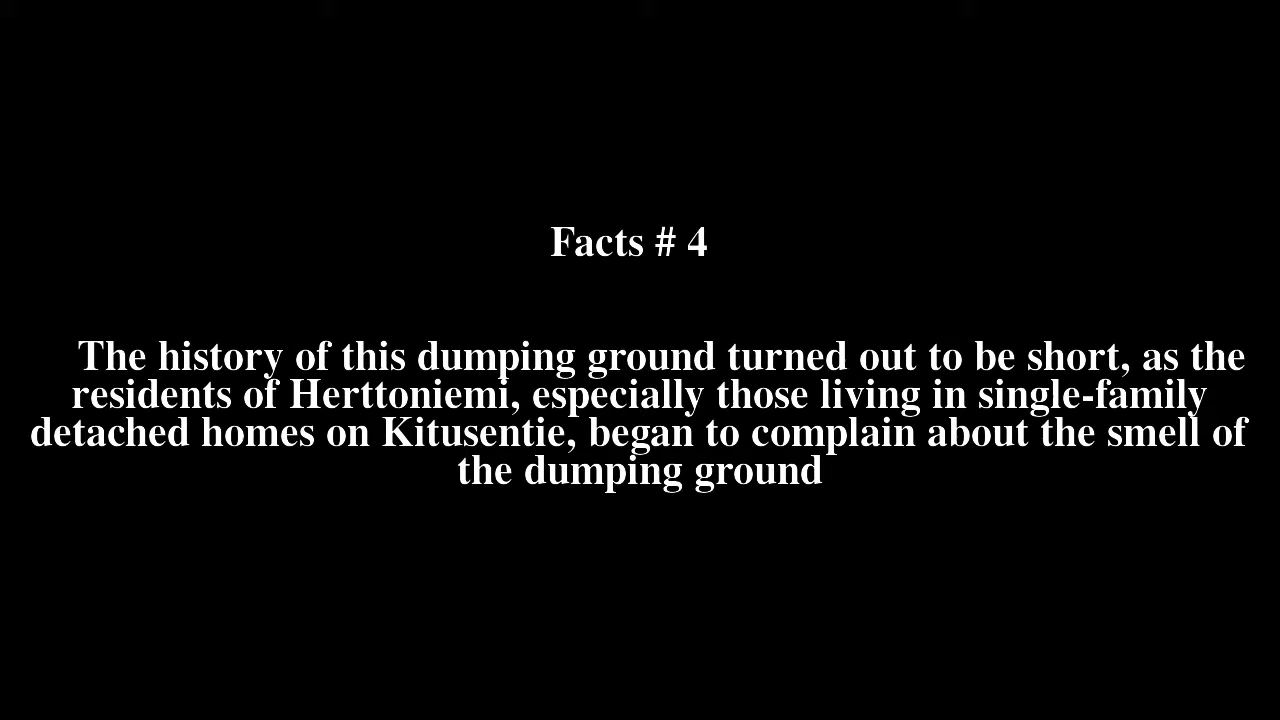 Facts # 4
The history of this dumping ground turned out to be short, as the
residents of Herttoniemi, especially those living in single-family
detached homes on Kitusentie, began to complain about the smell of
the dumping ground